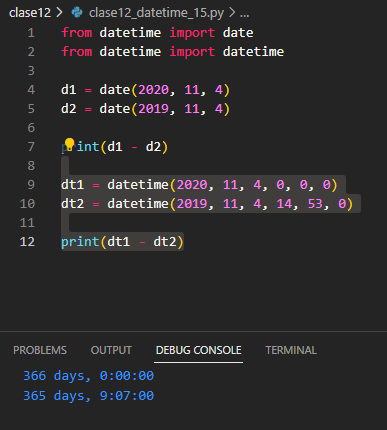 clase12 > clase12_datetime_15.py > ...
1 from datetime import date
2 from datetime import datetime
3
4 d1 = date(2020, 11, 4)
5 d2 = date(2019, 11, 4)
6
7 print(d1 - d2)
8
9 dt1 = datetime(2020, 11, 4, 0, 0, 0)
10 dt2 = datetime(2019, 11, 4, 14, 53, 0)
11
12 print(dt1 - dt2)
PROBLEMS OUTPUT DEBUG CONSOLE TERMINAL
366 days, 0:00:00
365 days, 9:07:00